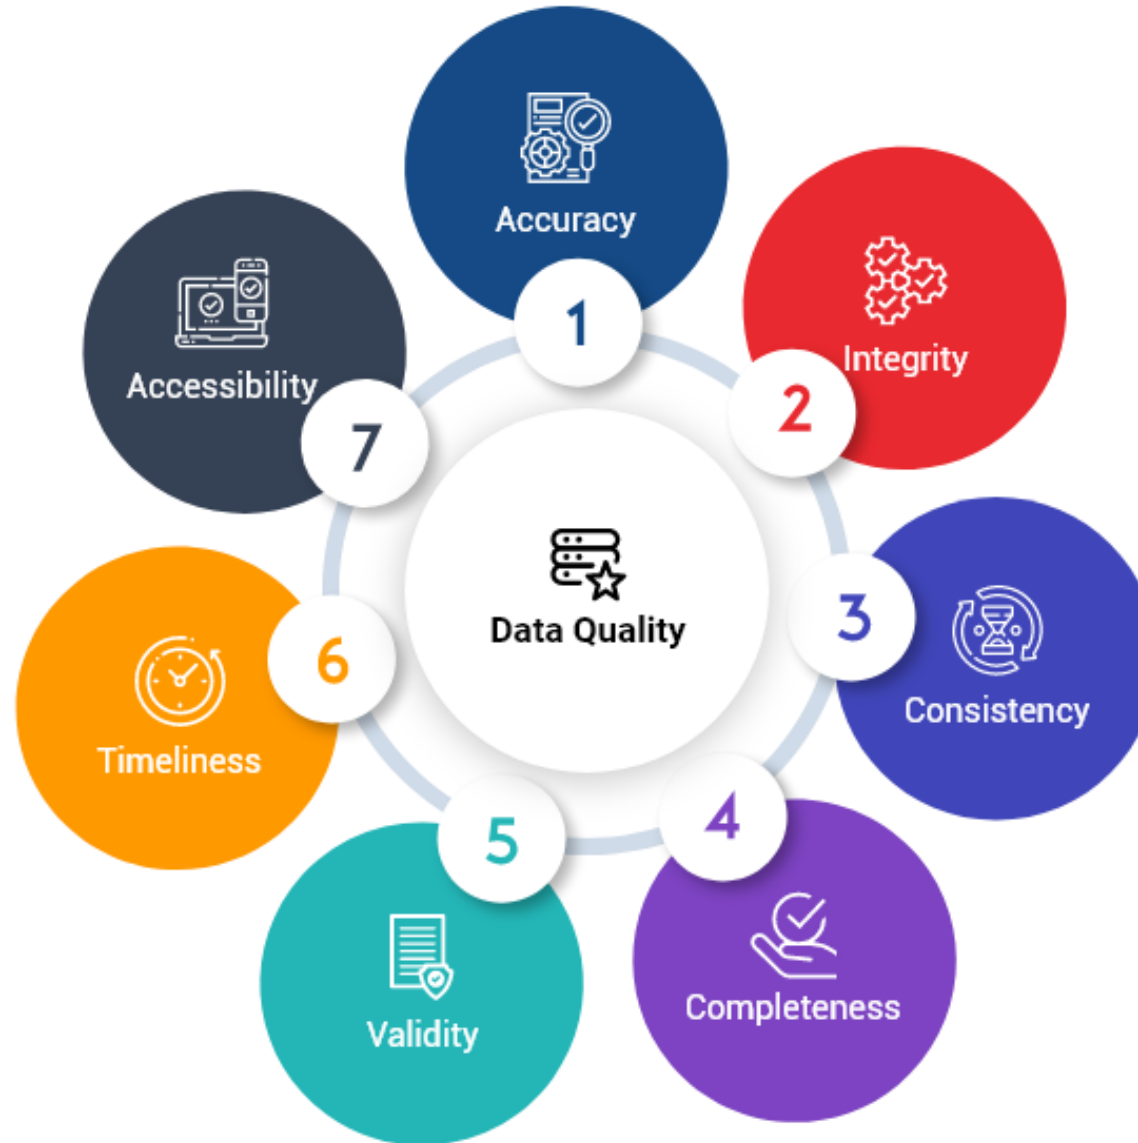 Accuracy
1
Integrity
2
Consistency
3
Completeness
4
Validity
5
Timeliness
6
Accessibility
7
Data Quality